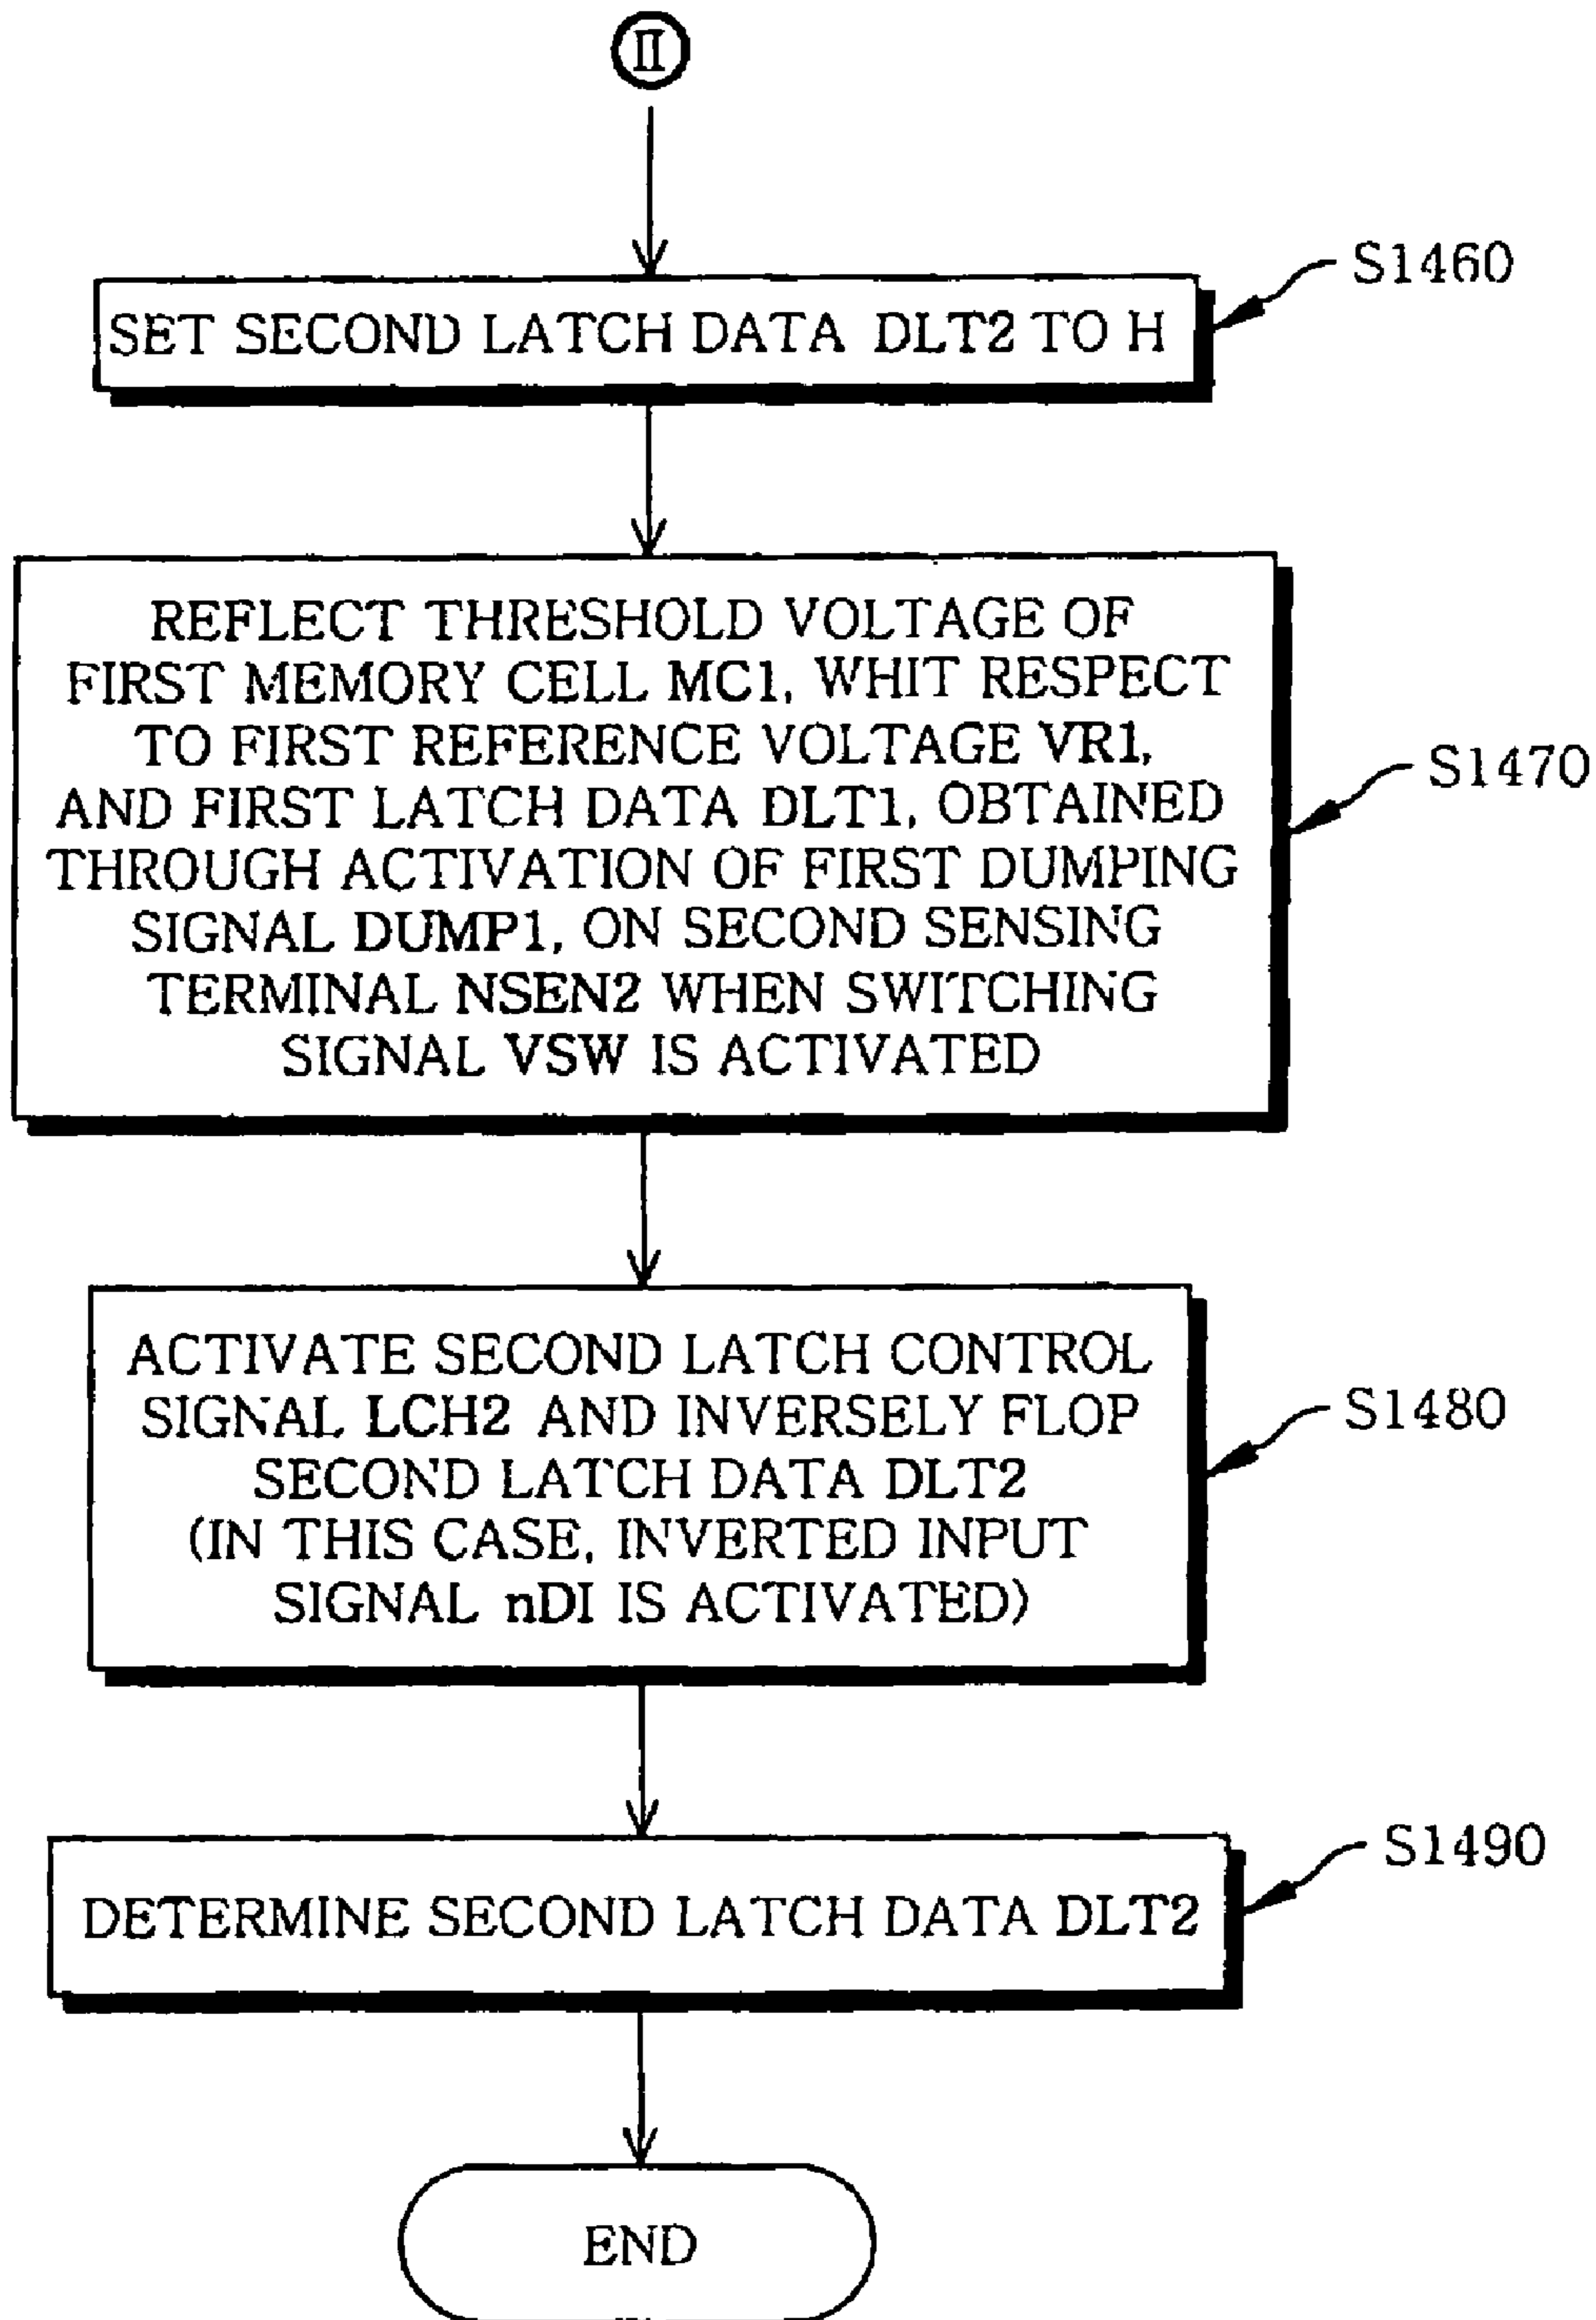 II
S1460
SET SECOND LATCH DATA DLT2 TO H
REFLECT THRESHOLD VOLTAGE OF
FIRST MEMORY CELL MC1, WHIT RESPECT
TO FIRST REFERENCE VOLTAGE VR1,
AND FIRST LATCH DATA DLT1, OBTAINED
THROUGH ACTIVATION OF FIRST DUMPING
SIGNAL DUMP1, ON SECOND SENSING
TERMINAL NSEN2 WHEN SWITCHING
SIGNAL VSW IS ACTIVATED
S1470
ACTIVATE SECOND LATCH CONTROL
SIGNAL LCH2 AND INVERSELY FLOP
SECOND LATCH DATA DLT2
(IN THIS CASE, INVERTED INPUT
SIGNAL nDI IS ACTIVATED)
S1480
DETERMINE SECOND LATCH DATA DLT2
S1490
END